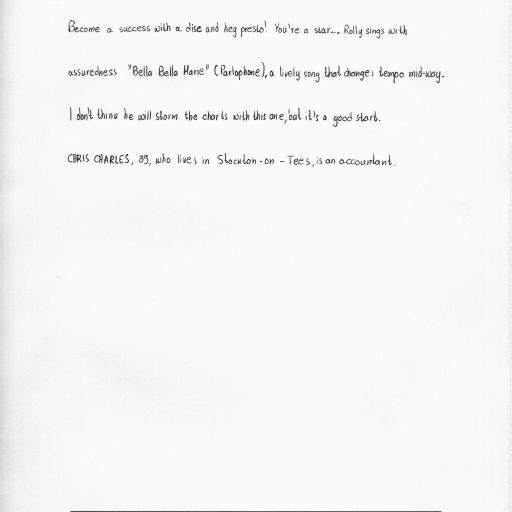 Become a success with a disc and hey presto! You're a star... Rolly sings with
assuredness "Bella Bella Marie" (Parlophone), a lively song that changes tempo mid-way.
I don't think he will storm the charts with this one, but it's a good start.
CHRIS CHARLES, 39, who lives in Stockton-on-Tees, is an accountant.